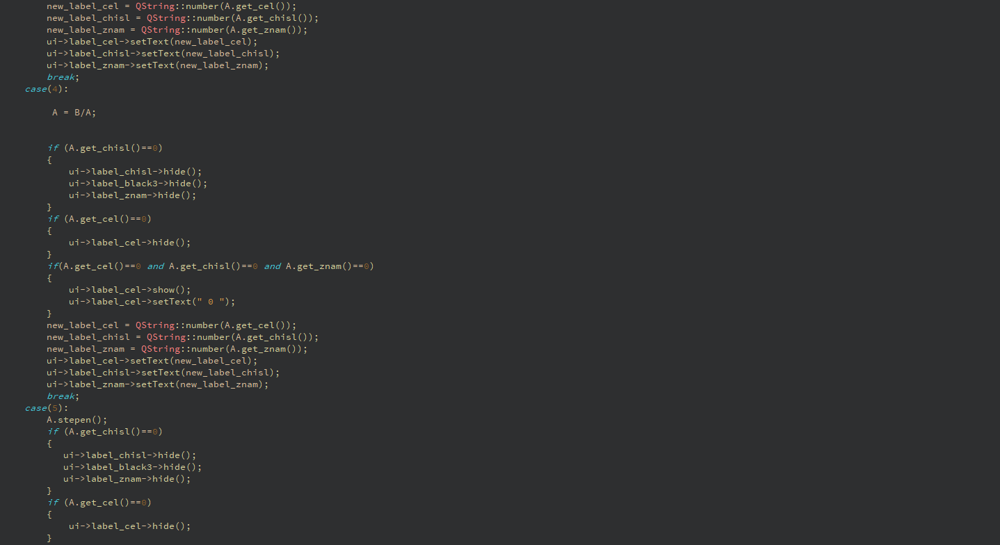 new_label_cel = QString::number(A.get_cel());
new_label_chisl = QString::number(A.get_chisl());
new_label_znam = QString::number(A.get_znam());
ui->label_cel->setText(new_label_cel);
ui->label_chisl->setText(new_label_chisl);
ui->label_znam->setText(new_label_znam);
break;
case(4):
A = B/A;
if (A.get_chisl()==0)
{
ui->label_chisl->hide();
ui->label_black3->hide();
ui->label_znam->hide();
}
if (A.get_cel()==0)
{
ui->label_cel->hide();
}
if(A.get_cel()==0 and A.get_chisl()==0 and A.get_znam()==0)
{
ui->label_cel->show();
ui->label_cel->setText(" 0 ");
}
new_label_cel = QString::number(A.get_cel());
new_label_chisl = QString::number(A.get_chisl());
new_label_znam = QString::number(A.get_znam());
ui->label_cel->setText(new_label_cel);
ui->label_chisl->setText(new_label_chisl);
ui->label_znam->setText(new_label_znam);
break;
case(5):
A.stepen();
if (A.get_chisl()==0)
{
ui->label_chisl->hide();
ui->label_black3->hide();
ui->label_znam->hide();
}
if (A.get_cel()==0)
{
ui->label_cel->hide();
}